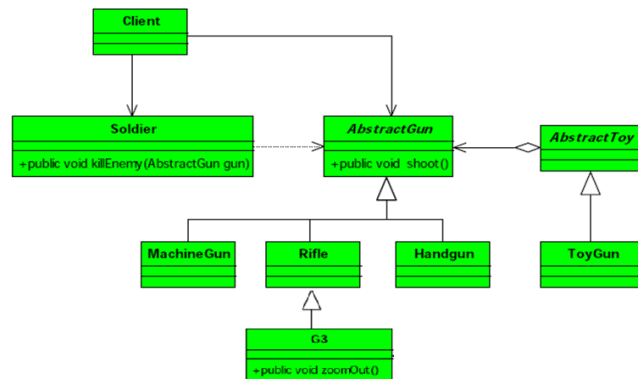 Client
Soldier
+public void killEnemy(AbstractGun gun)
AbstractGun
+public void shoot()
AbstractToy
MachineGun
Rifle
Handgun
ToyGun
G3
+public void zoomOut()